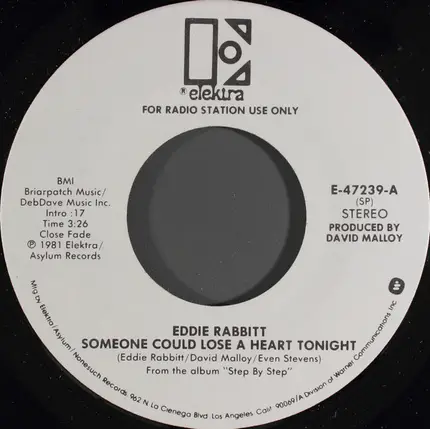 ® elektra
FOR RADIO STATION USE ONLY
BMI
Briarpatch Music/
DebDave Music Inc.
Intro :17
Time 3:26
Close Fade
℗ 1981 Elektra/
Asylum Records
E-47239-A
(SP)
STEREO
PRODUCED BY
DAVID MALLOY
EDDIE RABBITT
SOMEONE COULD LOSE A HEART TONIGHT
(Eddie Rabbitt/David Malloy/Even Stevens)
From the album "Step By Step"
Mfg by Elektra/Asylum/Nonesuch Records 962 N La Cienega Blvd Los Angeles Calif 90069/A Division of Warner Communications Inc